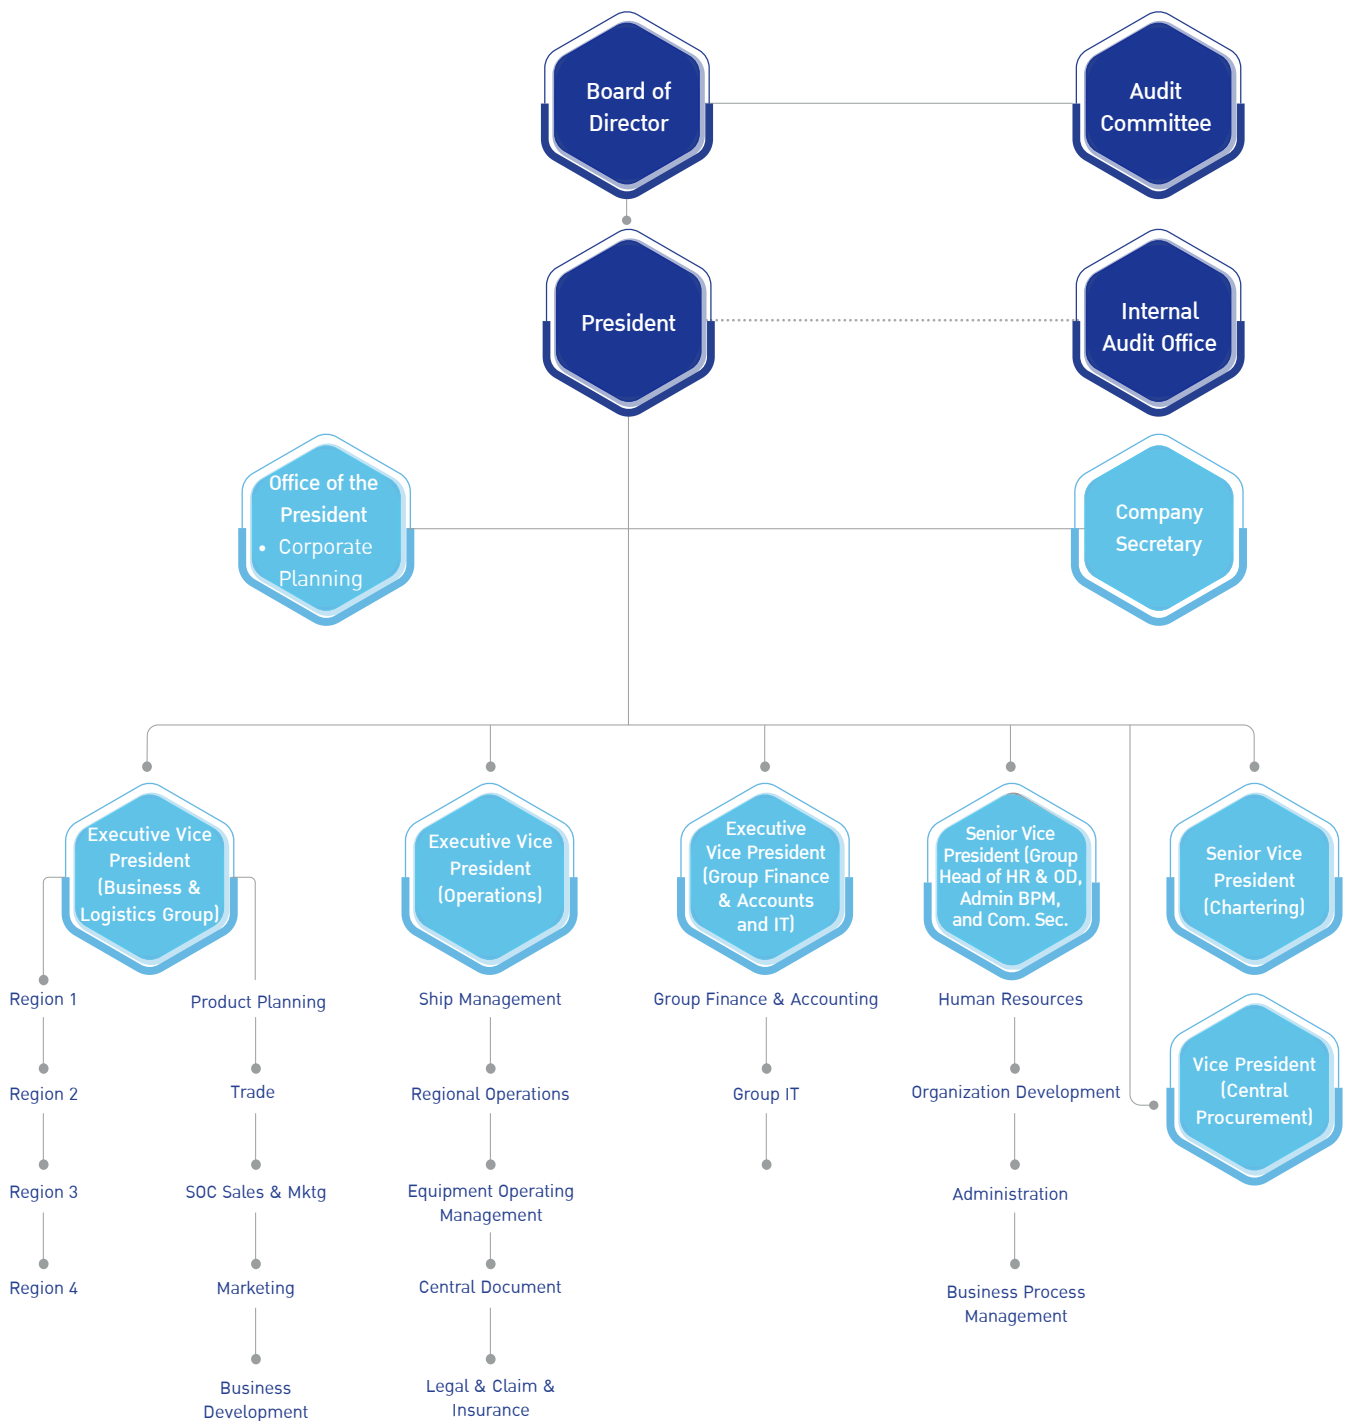 Board of
Director
Audit
Committee
President
Internal
Audit Office
Office of the
President
• Corporate
Planning
Company
Secretary
Executive Vice
President
(Business &
Logistics Group)
Executive Vice
President
(Operations)
Executive
Vice President
(Group Finance
& Accounts
and IT)
Senior Vice
President (Group
Head of HR & OD,
Admin BPM,
and Com. Sec.
Senior Vice
President
(Chartering)
Vice President
(Central
Procurement)
Region 1
Region 2
Region 3
Region 4
Product Planning
Trade
SOC Sales & Mktg
Marketing
Business
Development
Ship Management
Regional Operations
Equipment Operating
Management
Central Document
Legal & Claim &
Insurance
Group Finance & Accounting
Group IT
Human Resources
Organization Development
Administration
Business Process
Management